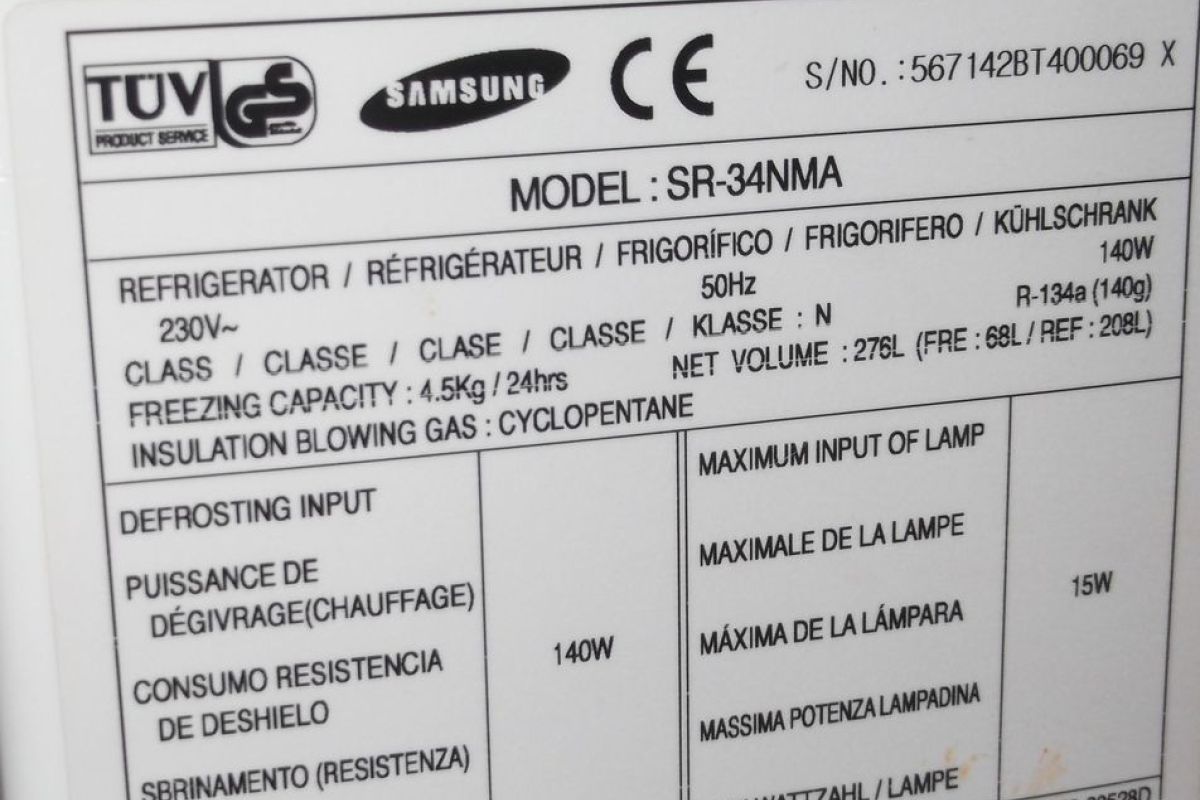 TÜV
PRODUCT SERVICE
GS
SAMSUNG
CE
S/NO. : 567142BT400069 X
MODEL : SR-34NMA
REFRIGERATOR / RÉFRIGÉRATEUR / FRIGORÍFICO / FRIGORIFERO / KÜHLSCHRANK
230V~ 50Hz 140W
CLASS / CLASSE / CLASE / CLASSE / KLASSE : N R-134a (140g)
FREEZING CAPACITY : 4.5Kg / 24hrs NET VOLUME : 276L (FRE : 68L / REF : 208L)
INSULATION BLOWING GAS : CYCLOPENTANE
DEFROSTING INPUT
PUISSANCE DE
DÉGIVRAGE(CHAUFFAGE)
CONSUMO RESISTENCIA
DE DESHIELO
SBRINAMENTO (RESISTENZA)
140W
MAXIMUM INPUT OF LAMP
MAXIMALE DE LA LAMPE
MÁXIMA DE LA LÁMPARA
MASSIMA POTENZA LAMPADINA
/ LAMPE
15W